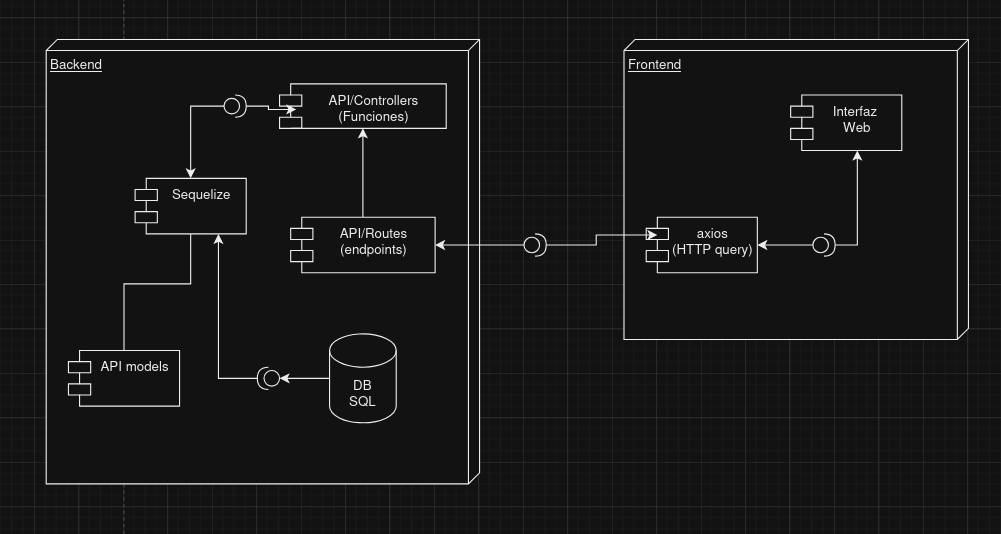 Backend
API/Controllers
(Funciones)
Sequelize
API/Routes
(endpoints)
API models
DB
SQL
Frontend
Interfaz
Web
axios
(HTTP query)